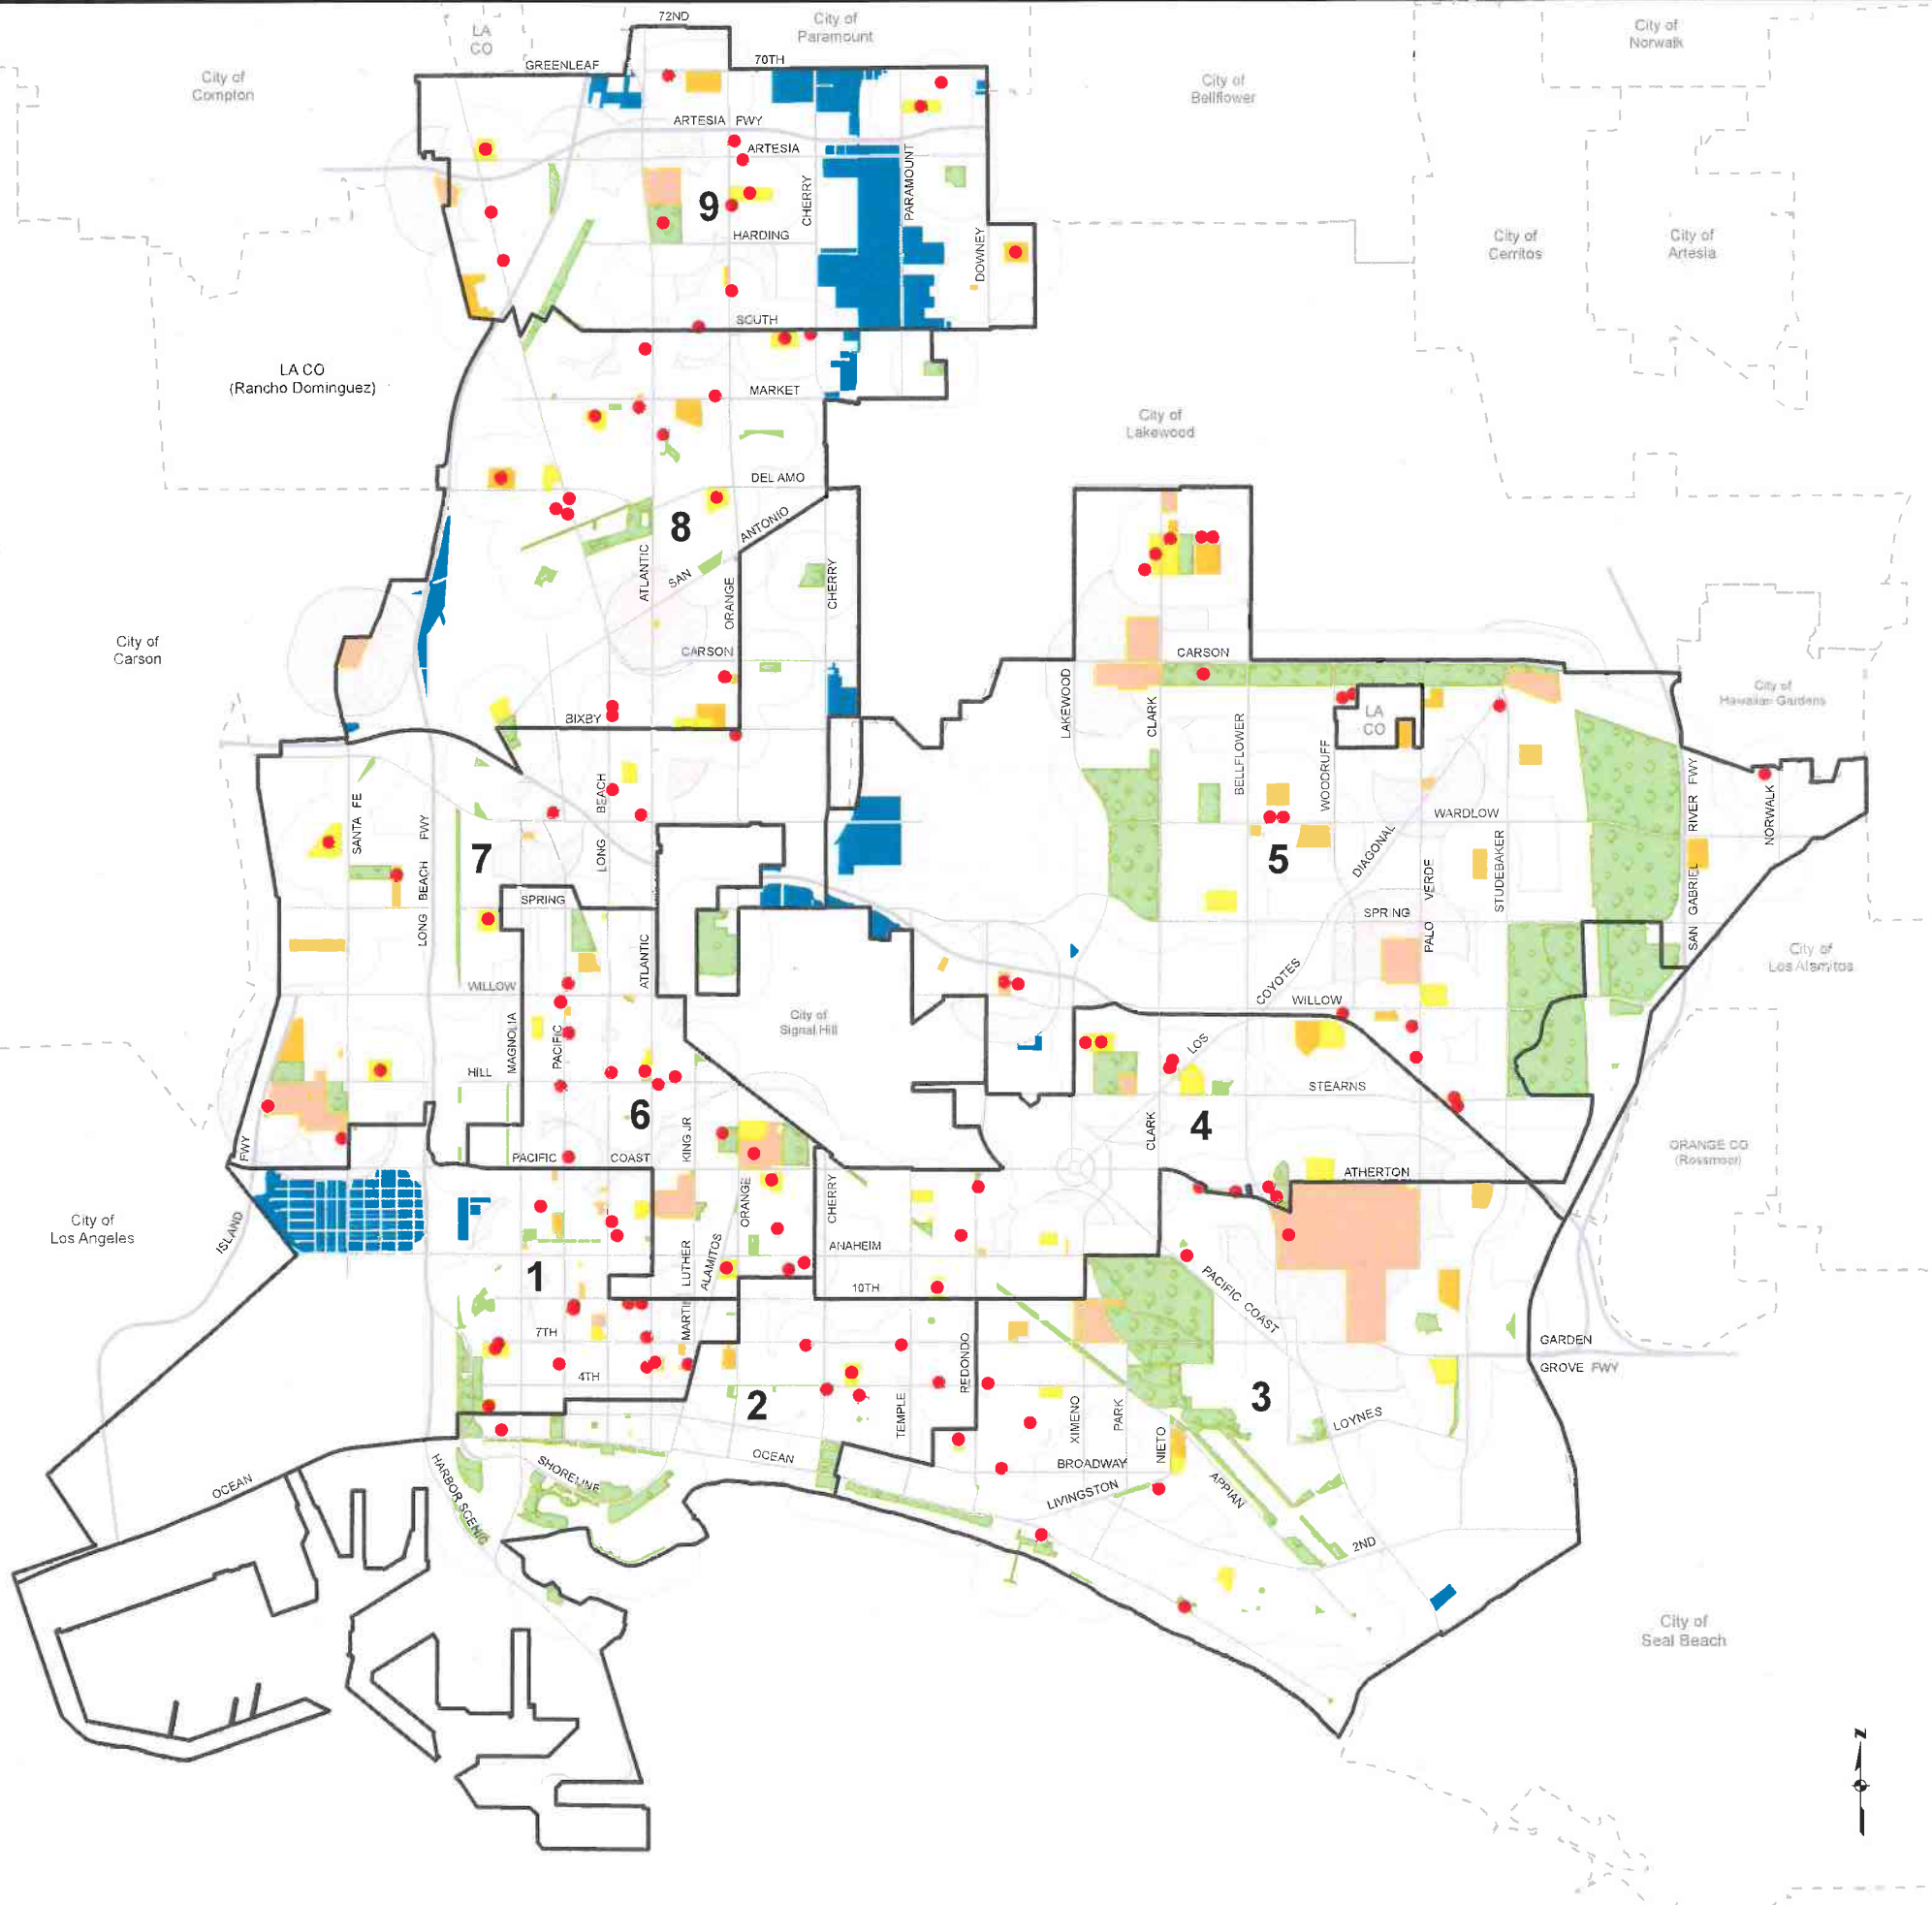 72ND
City of
Paramount
LA
CO
City of
Norwalk
GREENLEAF
70TH
City of
Compton
City of
Bellflower
ARTESIA FWY
ARTESIA
CHERRY
PARAMOUNT
9
HARDING
DOWNEY
City of
Cerritos
City of
Artesia
SOUTH
LA CO
(Rancho Dominguez)
MARKET
City of
Lakewood
DEL AMO
8
SAN ANTONIO
ATLANTIC
ORANGE
CHERRY
City of
Carson
CARSON
CARSON
LAKEWOOD
CLARK
LA
CO
City of
Hawaiian Gardens
BIXBY
BELLFLOWER
WOODRUFF
SANTA FE
LONG BEACH FWY
LONG BEACH
WARDLOW
RIVER FWY
NORWALK
7
5
DIAGONAL
PALO VERDE
STUDEBAKER
SAN GABRIEL
SPRING
SPRING
ATLANTIC
City of
Los Alamitos
WILLOW
COYOTES
WILLOW
MAGNOLIA
PACIFIC
City of
Signal Hill
LOS
HILL
STEARNS
6
4
CLARK
KING JR
ORANGE CO
(Rossmoor)
FWY
PACIFIC COAST
ATHERTON
City of
Los Angeles
ISLAND
ORANGE
CHERRY
ANAHEIM
1
LUTHER
ALAMITOS
10TH
PACIFIC COAST
7TH
REDONDO
GARDEN
GROVE FWY
4TH
2
3
TEMPLE
XIMENO
PARK
NIETO
LOYNES
OCEAN
BROADWAY
OCEAN
HARBOR SCENIC
SHORELINE
LIVINGSTON
APPIAN
2ND
City of
Seal Beach
N